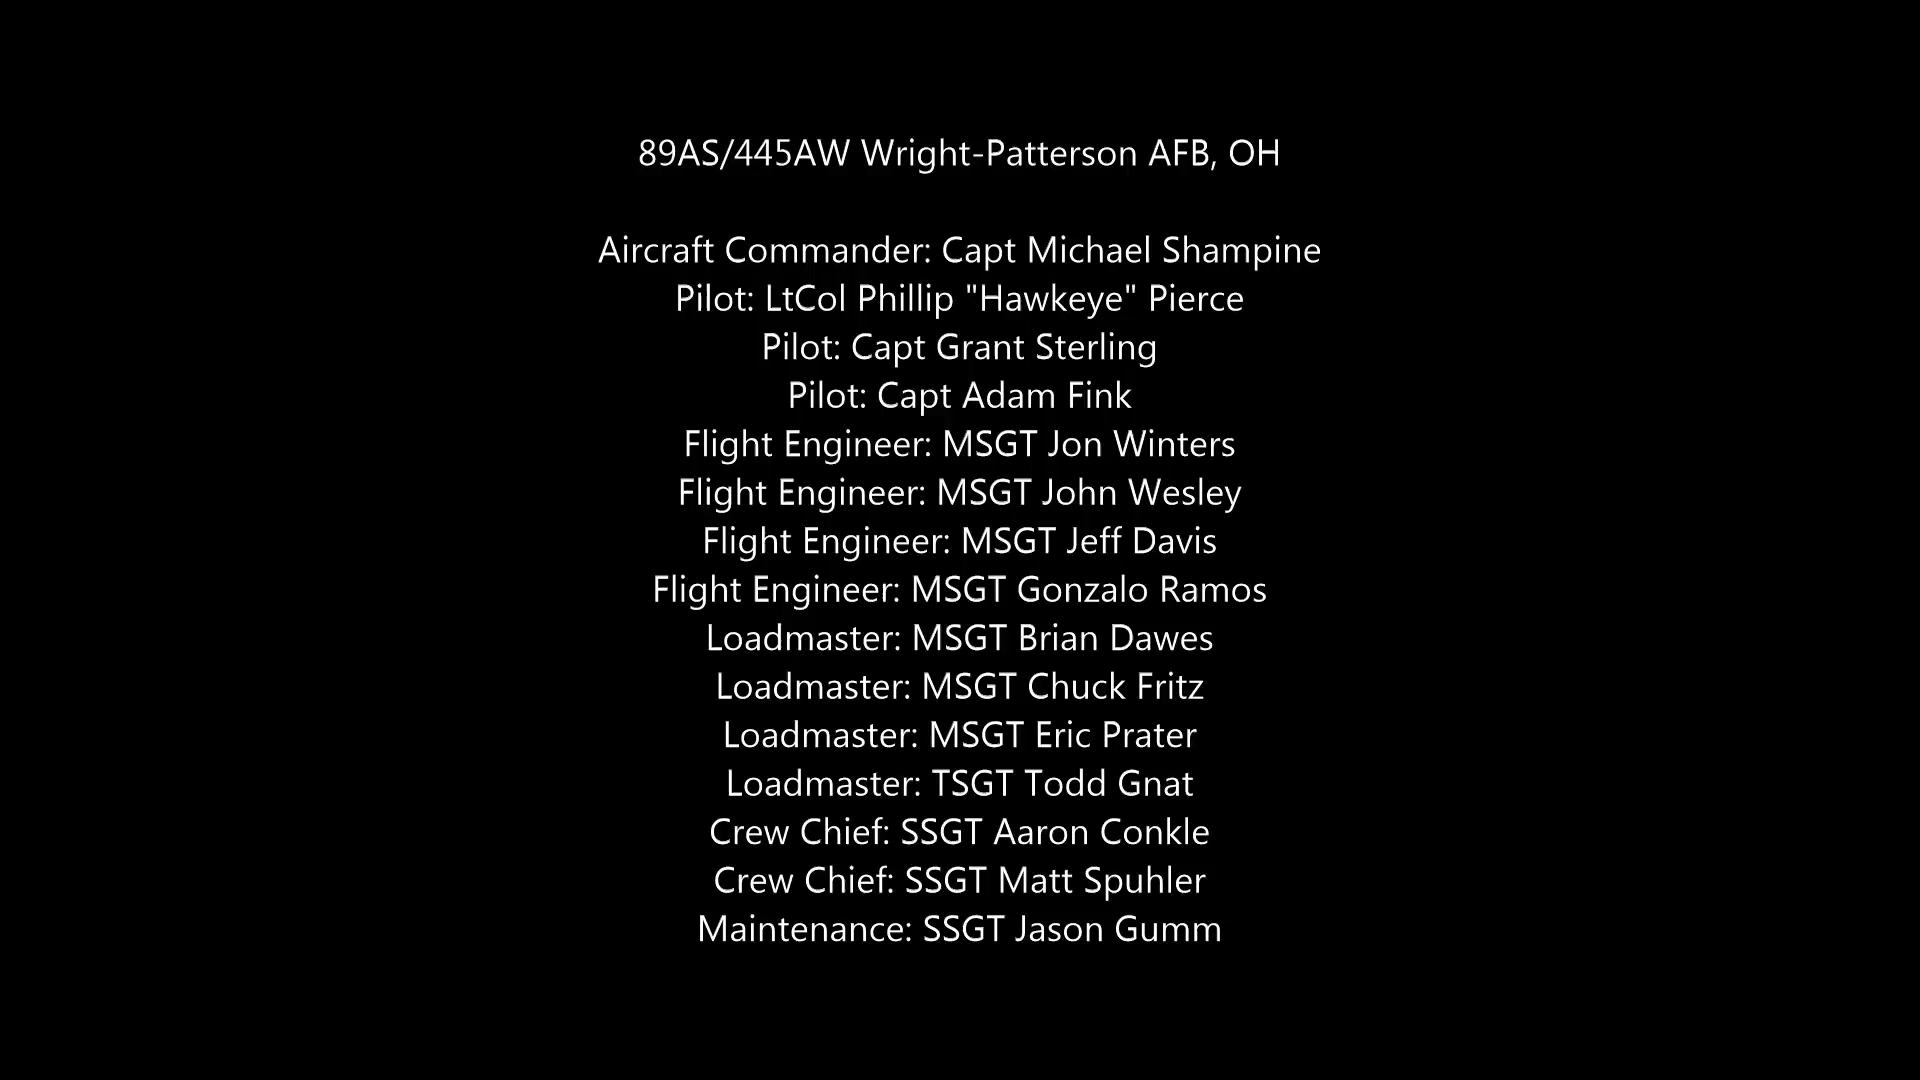 89AS/445AW Wright-Patterson AFB, OH
Aircraft Commander: Capt Michael Shampine
Pilot: LtCol Phillip "Hawkeye" Pierce
Pilot: Capt Grant Sterling
Pilot: Capt Adam Fink
Flight Engineer: MSGT Jon Winters
Flight Engineer: MSGT John Wesley
Flight Engineer: MSGT Jeff Davis
Flight Engineer: MSGT Gonzalo Ramos
Loadmaster: MSGT Brian Dawes
Loadmaster: MSGT Chuck Fritz
Loadmaster: MSGT Eric Prater
Loadmaster: TSGT Todd Gnat
Crew Chief: SSGT Aaron Conkle
Crew Chief: SSGT Matt Spuhler
Maintenance: SSGT Jason Gumm